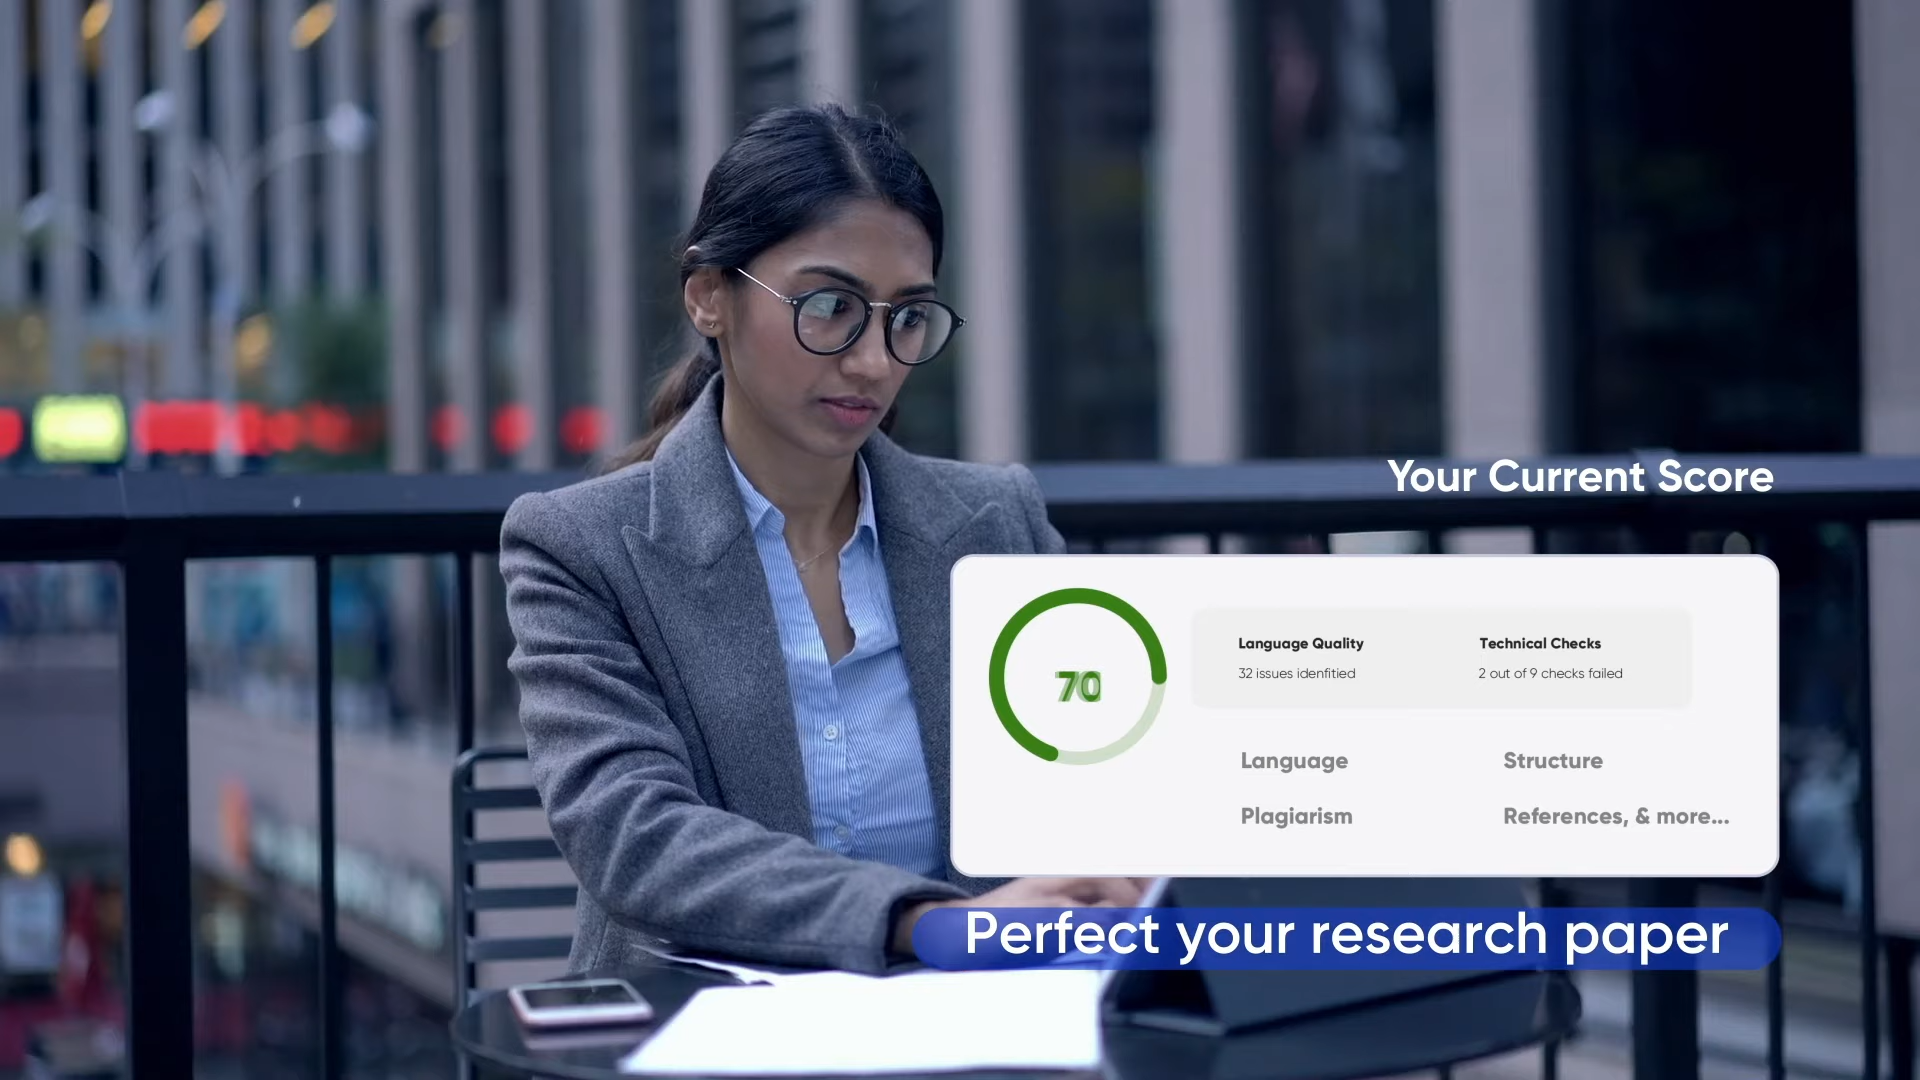 Your Current Score
70
Language Quality
32 issues idenfitied
Technical Checks
2 out of 9 checks failed
Language
Structure
Plagiarism
References, & more...
Perfect your research paper